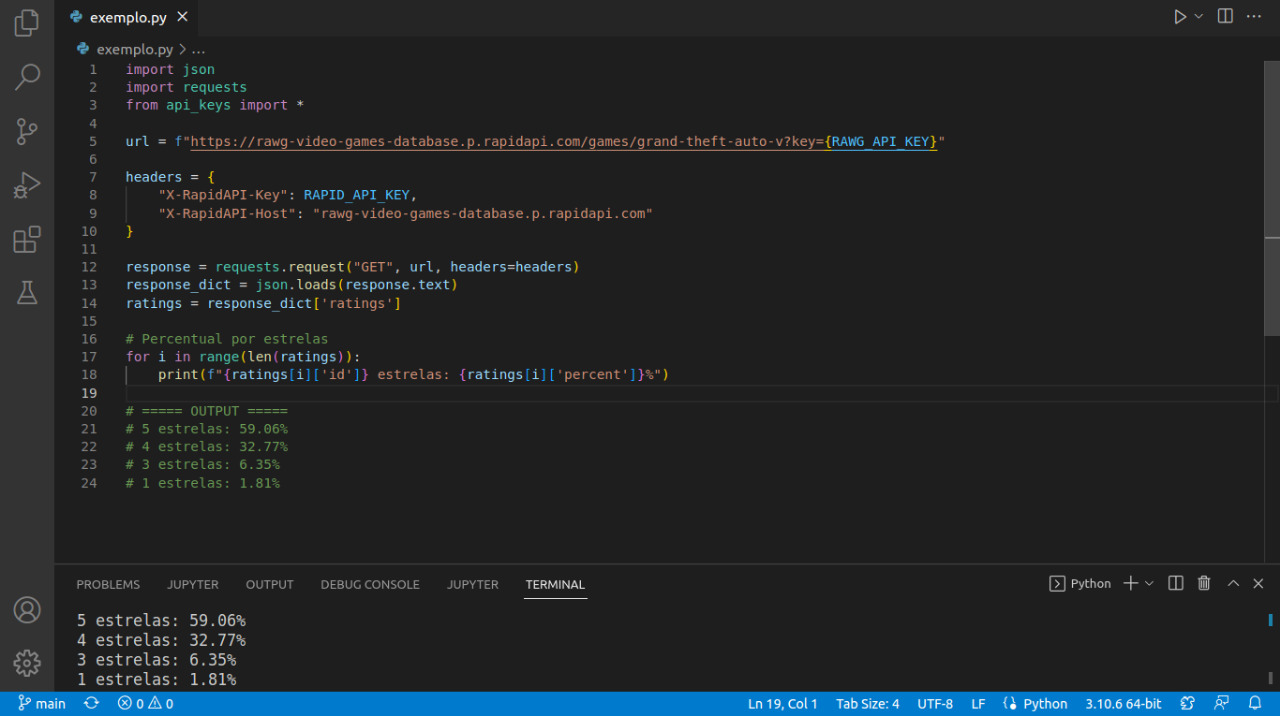 exemplo.py
exemplo.py > ...
1 import json
2 import requests
3 from api_keys import *
4
5 url = f"https://rawg-video-games-database.p.rapidapi.com/games/grand-theft-auto-v?key={RAWG_API_KEY}"
6
7 headers = {
8     "X-RapidAPI-Key": RAPID_API_KEY,
9     "X-RapidAPI-Host": "rawg-video-games-database.p.rapidapi.com"
10 }
11
12 response = requests.request("GET", url, headers=headers)
13 response_dict = json.loads(response.text)
14 ratings = response_dict['ratings']
15
16 # Percentual por estrelas
17 for i in range(len(ratings)):
18     print(f"{ratings[i]['id']} estrelas: {ratings[i]['percent']}%")
19
20 # ===== OUTPUT =====
21 # 5 estrelas: 59.06%
22 # 4 estrelas: 32.77%
23 # 3 estrelas: 6.35%
24 # 1 estrelas: 1.81%
PROBLEMS JUPYTER OUTPUT DEBUG CONSOLE JUPYTER TERMINAL Python
5 estrelas: 59.06%
4 estrelas: 32.77%
3 estrelas: 6.35%
1 estrelas: 1.81%
main 0 0 Ln 19, Col 1 Tab Size: 4 UTF-8 LF Python 3.10.6 64-bit